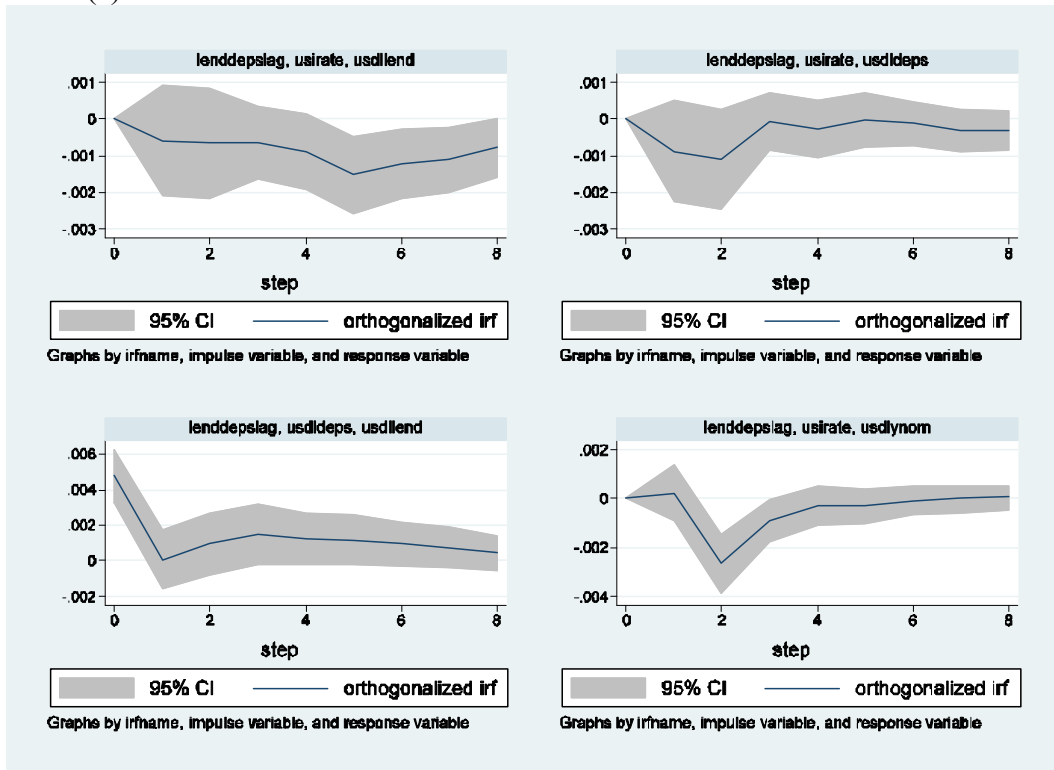 lenddepslag, usirate, usdllend
.001
0
-.001
-.002
-.003
0 2 4 6 8
step
95% CI orthogonalized irf
Graphs by irfname, impulse variable, and response variable
lenddepslag, usirate, usdldeps
.001
0
-.001
-.002
-.003
0 2 4 6 8
step
95% CI orthogonalized irf
Graphs by irfname, impulse variable, and response variable
lenddepslag, usdldeps, usdllend
.006
.004
.002
0
-.002
0 2 4 6 8
step
95% CI orthogonalized irf
Graphs by irfname, impulse variable, and response variable
lenddepslag, usirate, usdlynom
.002
0
-.002
-.004
0 2 4 6 8
step
95% CI orthogonalized irf
Graphs by irfname, impulse variable, and response variable